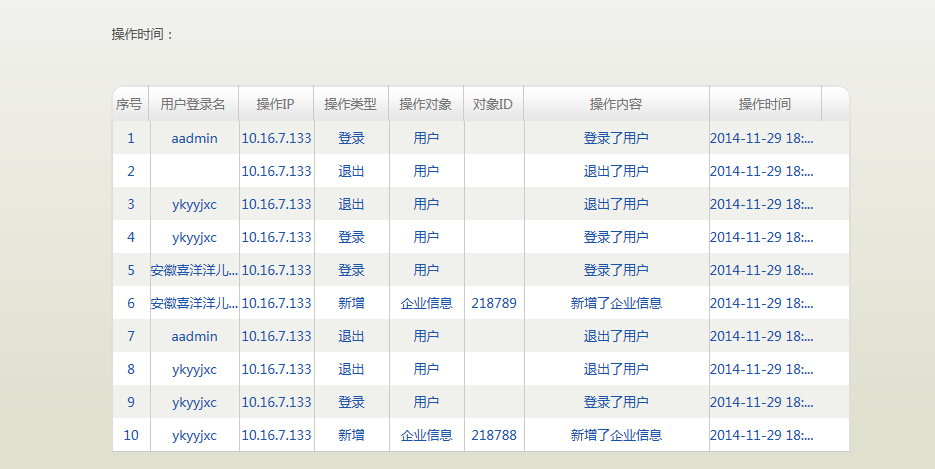 操作时间：
序号 用户登录名 操作IP 操作类型 操作对象 对象ID 操作内容 操作时间
1 aadmin 10.16.7.133 登录 用户 登录了用户 2014-11-29 18:...
2 10.16.7.133 退出 用户 退出了用户 2014-11-29 18:...
3 ykyyjxc 10.16.7.133 退出 用户 退出了用户 2014-11-29 18:...
4 ykyyjxc 10.16.7.133 登录 用户 登录了用户 2014-11-29 18:...
5 安徽喜洋洋儿... 10.16.7.133 登录 用户 登录了用户 2014-11-29 18:...
6 安徽喜洋洋儿... 10.16.7.133 新增 企业信息 218789 新增了企业信息 2014-11-29 18:...
7 aadmin 10.16.7.133 退出 用户 退出了用户 2014-11-29 18:...
8 ykyyjxc 10.16.7.133 退出 用户 退出了用户 2014-11-29 18:...
9 ykyyjxc 10.16.7.133 登录 用户 登录了用户 2014-11-29 18:...
10 ykyyjxc 10.16.7.133 新增 企业信息 218788 新增了企业信息 2014-11-29 18:...